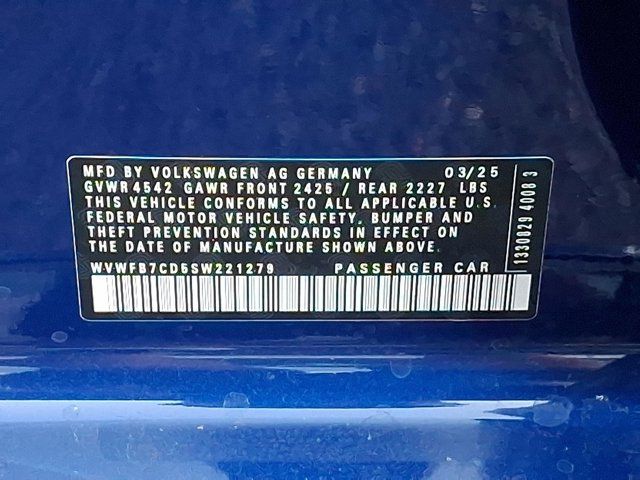 MFD BY VOLKSWAGEN AG GERMANY 03/25
GVWR 4542 GAWR FRONT 2425 / REAR 2227 LBS
THIS VEHICLE CONFORMS TO ALL APPLICABLE U.S.
FEDERAL MOTOR VEHICLE SAFETY, BUMPER AND
THEFT PREVENTION STANDARDS IN EFFECT ON
THE DATE OF MANUFACTURE SHOWN ABOVE.
WVWFB7CD5SW221279 PASSENGER CAR
1330829 4008 3